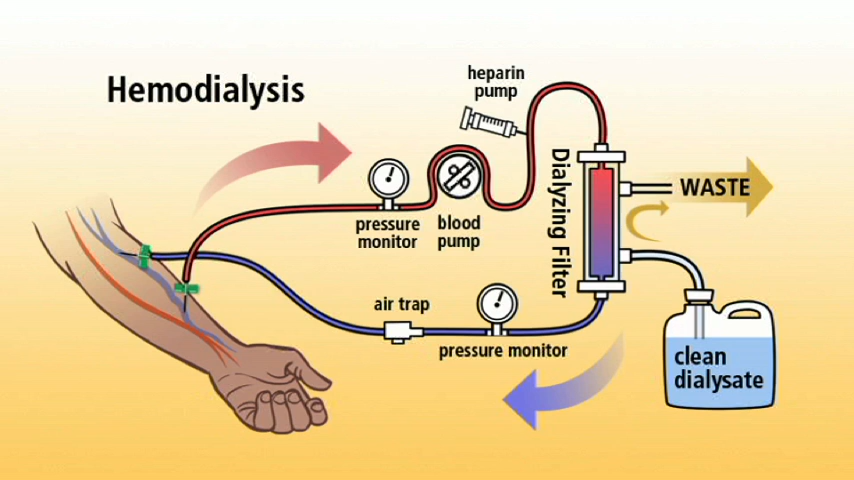 Hemodialysis
heparin
pump
pressure
monitor
blood
pump
Dialyzing Filter
WASTE
air trap
pressure monitor
clean
dialysate